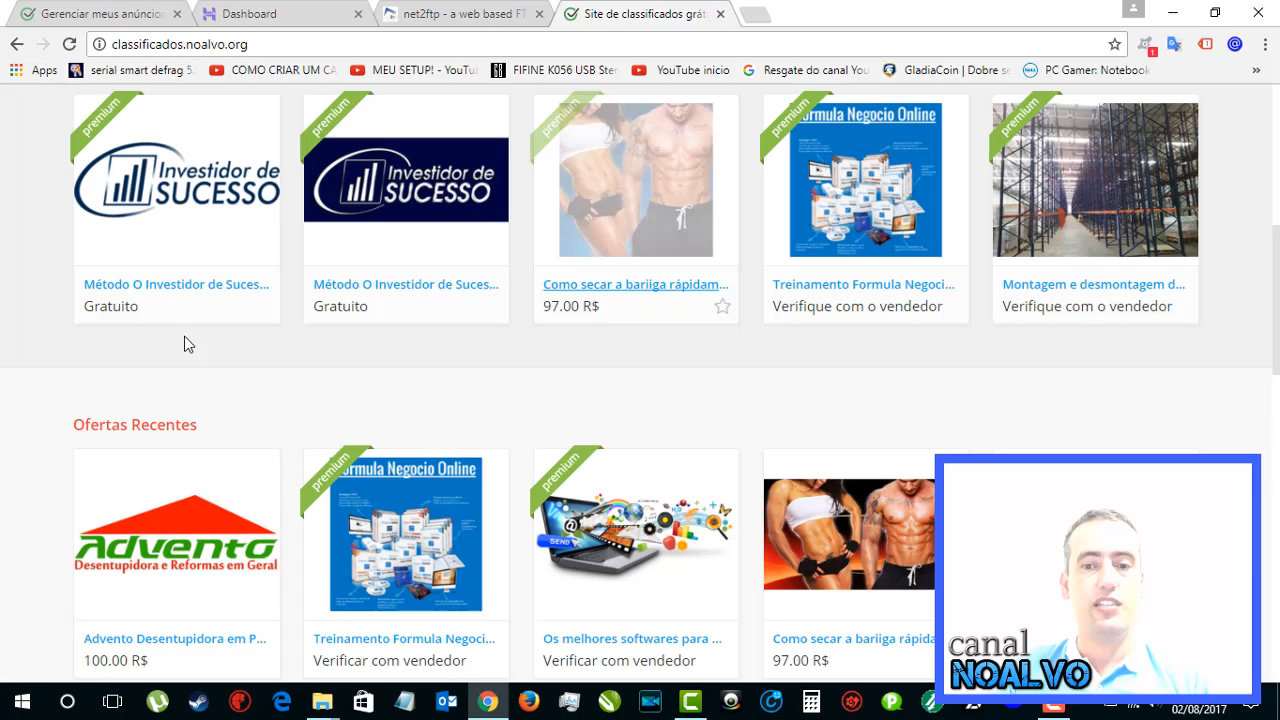 Gerenciar meus anúncios
Dashboard
net2ftp - a web based FT
Site de classificados grát
classificados.noalvo.org
Apps
serial smart defrag 5.
COMO CRIAR UM CA
MEU SETUP! - YouTu
FIFINE K056 USB Ste
YouTube inicio
Resgate do canal You
GladiaCoin | Dobre se
PC Gamer: Notebook
»
premium
premium
premium
premium
premium
Investidor de
SUCESSO
Investidor de
SUCESSO
Formula Negocio Online
Método O Investidor de Suces...
Método O Investidor de Suces...
Como secar a bariiga rápidam...
Treinamento Formula Negoci...
Montagem e desmontagem d...
Gratuito
Gratuito
97.00 R$
Verifique com o vendedor
Verifique com o vendedor
Ofertas Recentes
premium
premium
Formula Negocio Online
Advento
Desentupidora e Reformas em Geral
SEND
Advento Desentupidora em P...
Treinamento Formula Negoci...
Os melhores softwares para ...
Como secar a bariiga rápida
100.00 R$
Verificar com vendedor
Verificar com vendedor
97.00 R$
canal
NOALVO
02/08/2017